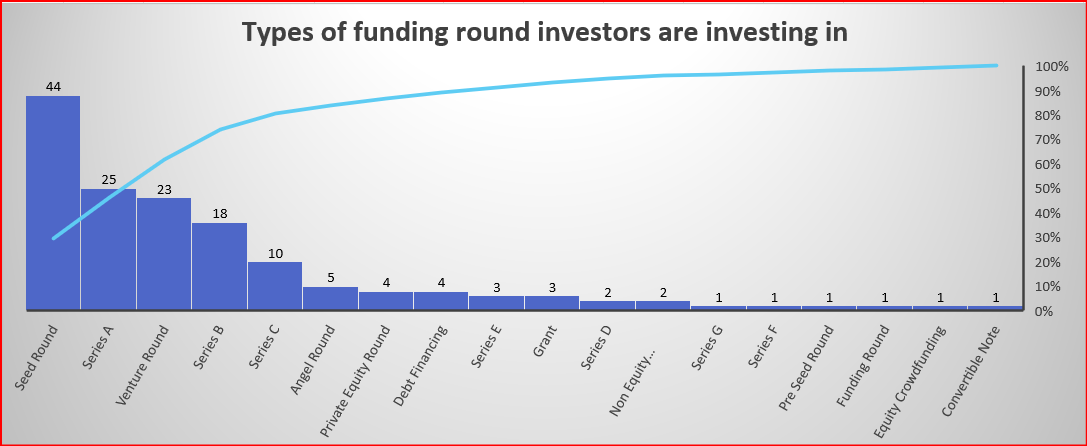 Types of funding round investors are investing in
44
25
23
18
10
5
4
4
3
3
2
2
1
1
1
1
1
1
100%
90%
80%
70%
60%
50%
40%
30%
20%
10%
0%
Seed Round
Series A
Venture Round
Series B
Series C
Angel Round
Private Equity Round
Debt Financing
Series E
Grant
Series D
Non Equity...
Series G
Series F
Pre Seed Round
Funding Round
Equity Crowdfunding
Convertible Note